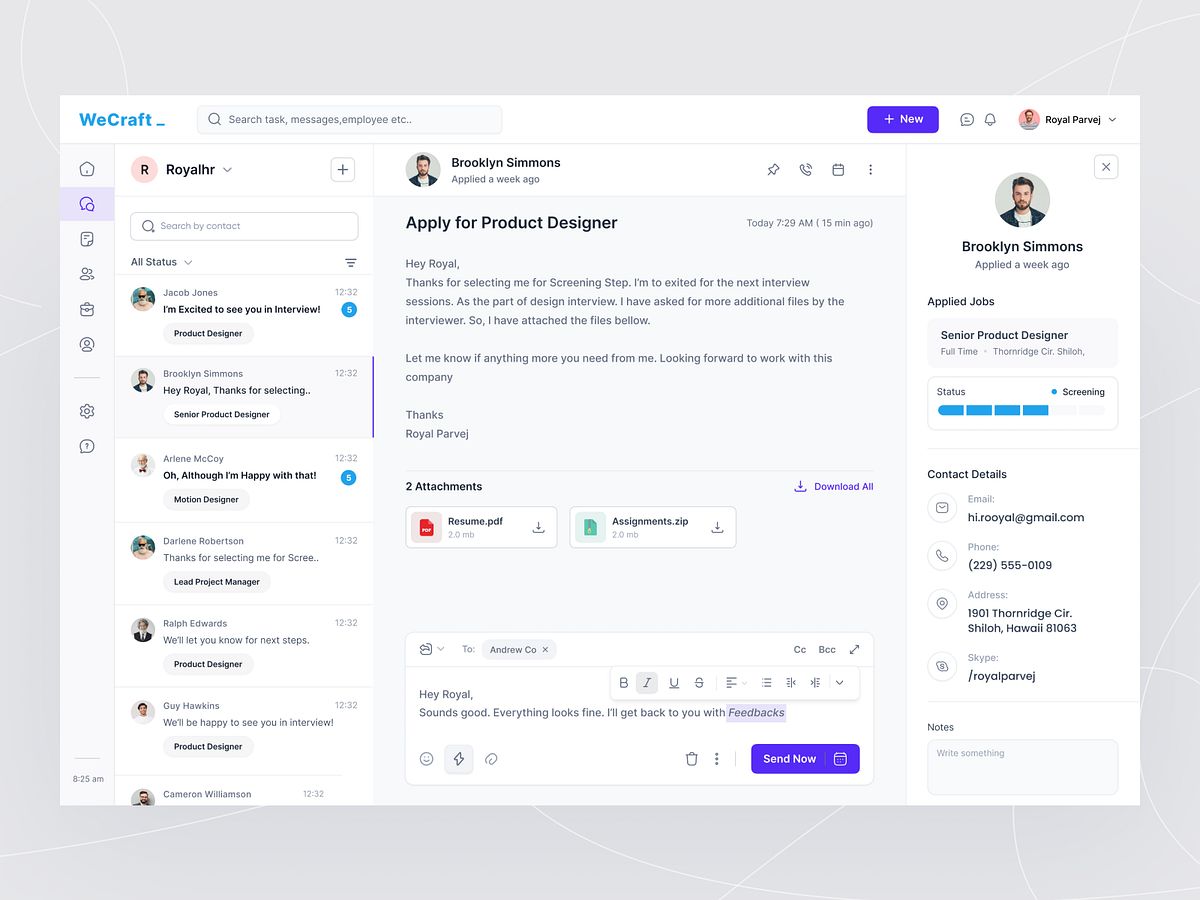 WeCraft _
Search task, messages,employee etc..
+ New
Royal Parvej
R
Royalhr
Search by contact
All Status
Jacob Jones
12:32
I'm Excited to see you in Interview!
5
Product Designer
Brooklyn Simmons
12:32
Hey Royal, Thanks for selecting..
Senior Product Designer
Arlene McCoy
12:32
Oh, Although I'm Happy with that!
5
Motion Designer
Darlene Robertson
12:32
Thanks for selecting me for Scree..
Lead Project Manager
Ralph Edwards
12:32
We'll let you know for next steps.
Product Designer
Guy Hawkins
12:32
We'll be happy to see you in interview!
Product Designer
Cameron Williamson
12:32
8:25 am
Brooklyn Simmons
Applied a week ago
Apply for Product Designer
Today 7:29 AM ( 15 min ago)
Hey Royal,
Thanks for selecting me for Screening Step. I'm to exited for the next interview
sessions. As the part of design interview. I have asked for more additional files by the
interviewer. So, I have attached the files bellow.
Let me know if anything more you need from me. Looking forward to work with this
company
Thanks
Royal Parvej
2 Attachments
Download All
PDF
Resume.pdf
2.0 mb
Assignments.zip
2.0 mb
To:
Andrew Co ×
Cc
Bcc
B I U S
Hey Royal,
Sounds good. Everything looks fine. I'll get back to you with Feedbacks
Send Now
Brooklyn Simmons
Applied a week ago
Applied Jobs
Senior Product Designer
Full Time • Thornridge Cir. Shiloh,
Status
Screening
Contact Details
Email:
hi.rooyal@gmail.com
Phone:
(229) 555-0109
Address:
1901 Thornridge Cir.
Shiloh, Hawaii 81063
Skype:
/royalparvej
Notes
Write something